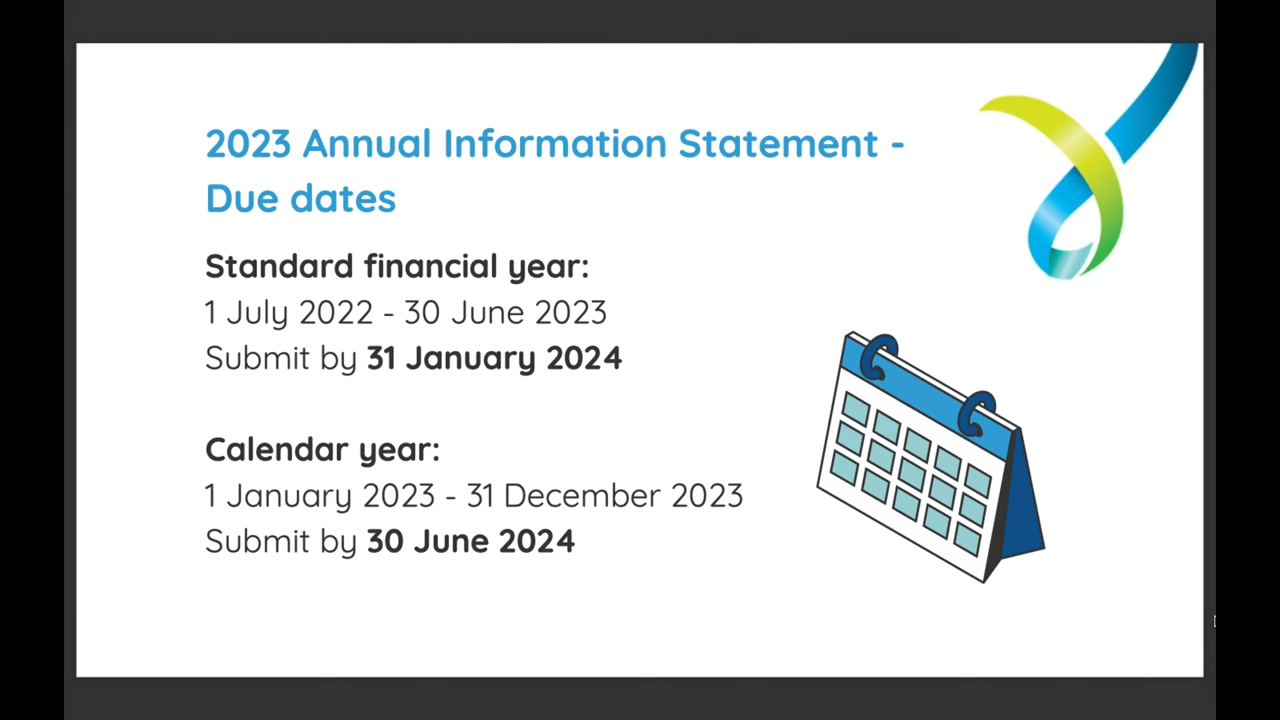 2023 Annual Information Statement -
Due dates
Standard financial year:
1 July 2022 - 30 June 2023
Submit by 31 January 2024
Calendar year:
1 January 2023 - 31 December 2023
Submit by 30 June 2024